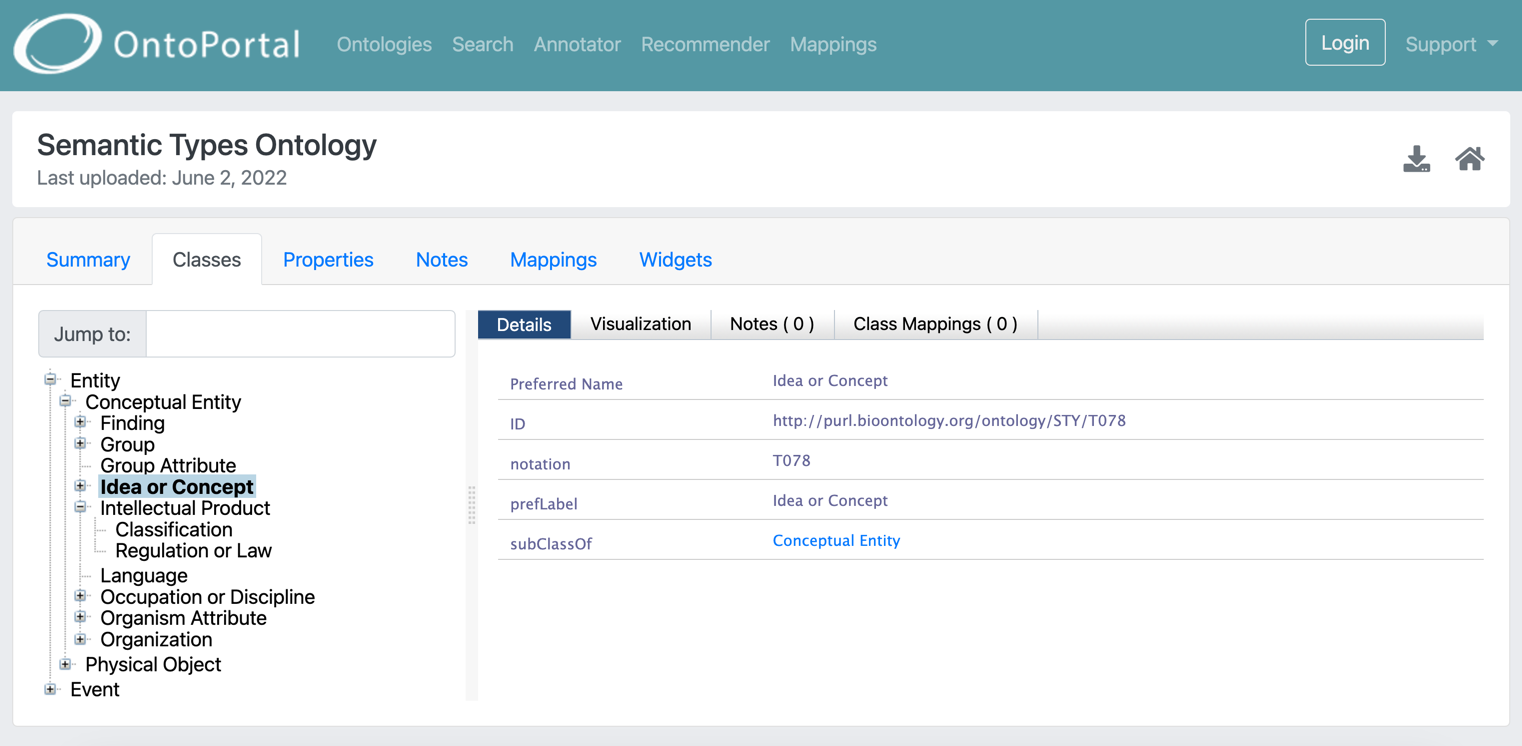 OntoPortal Ontologies Search Annotator Recommender Mappings Login Support
Semantic Types Ontology
Last uploaded: June 2, 2022
Summary Classes Properties Notes Mappings Widgets
Jump to:
Entity
Conceptual Entity
Finding
Group
Group Attribute
Idea or Concept
Intellectual Product
Classification
Regulation or Law
Language
Occupation or Discipline
Organism Attribute
Organization
Physical Object
Event
Details Visualization Notes ( 0 ) Class Mappings ( 0 )
Preferred Name Idea or Concept
ID http://purl.bioontology.org/ontology/STY/T078
notation T078
prefLabel Idea or Concept
subClassOf Conceptual Entity